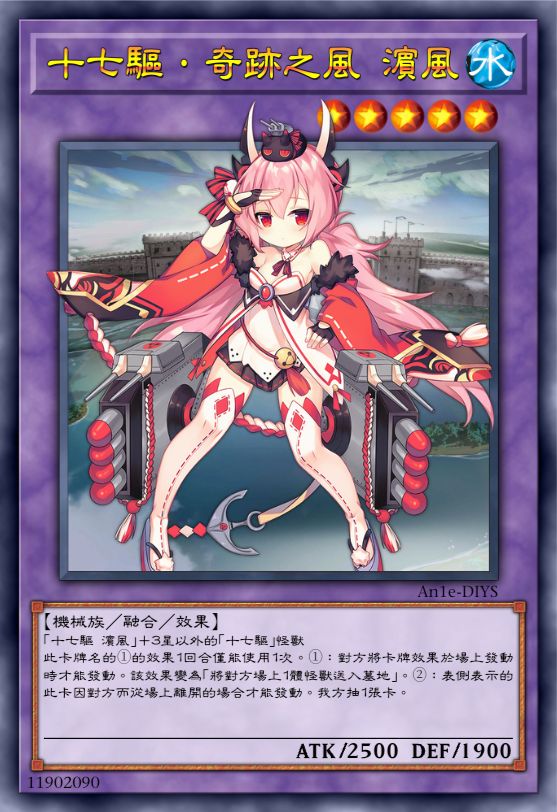 十七驅・奇跡之風 濱風
水
An1e-DIYS
【機械族／融合／效果】
「十七驅 濱風」+3星以外的「十七驅」怪獸
此卡牌名的①的效果1回合僅能使用1次。①：對方將卡牌效果於場上發動
時才能發動。該效果變為「將對方場上1體怪獸送入墓地」。②：表側表示的
此卡因對方而從場上離開的場合才能發動。我方抽1張卡。
ATK/2500 DEF/1900
11902090